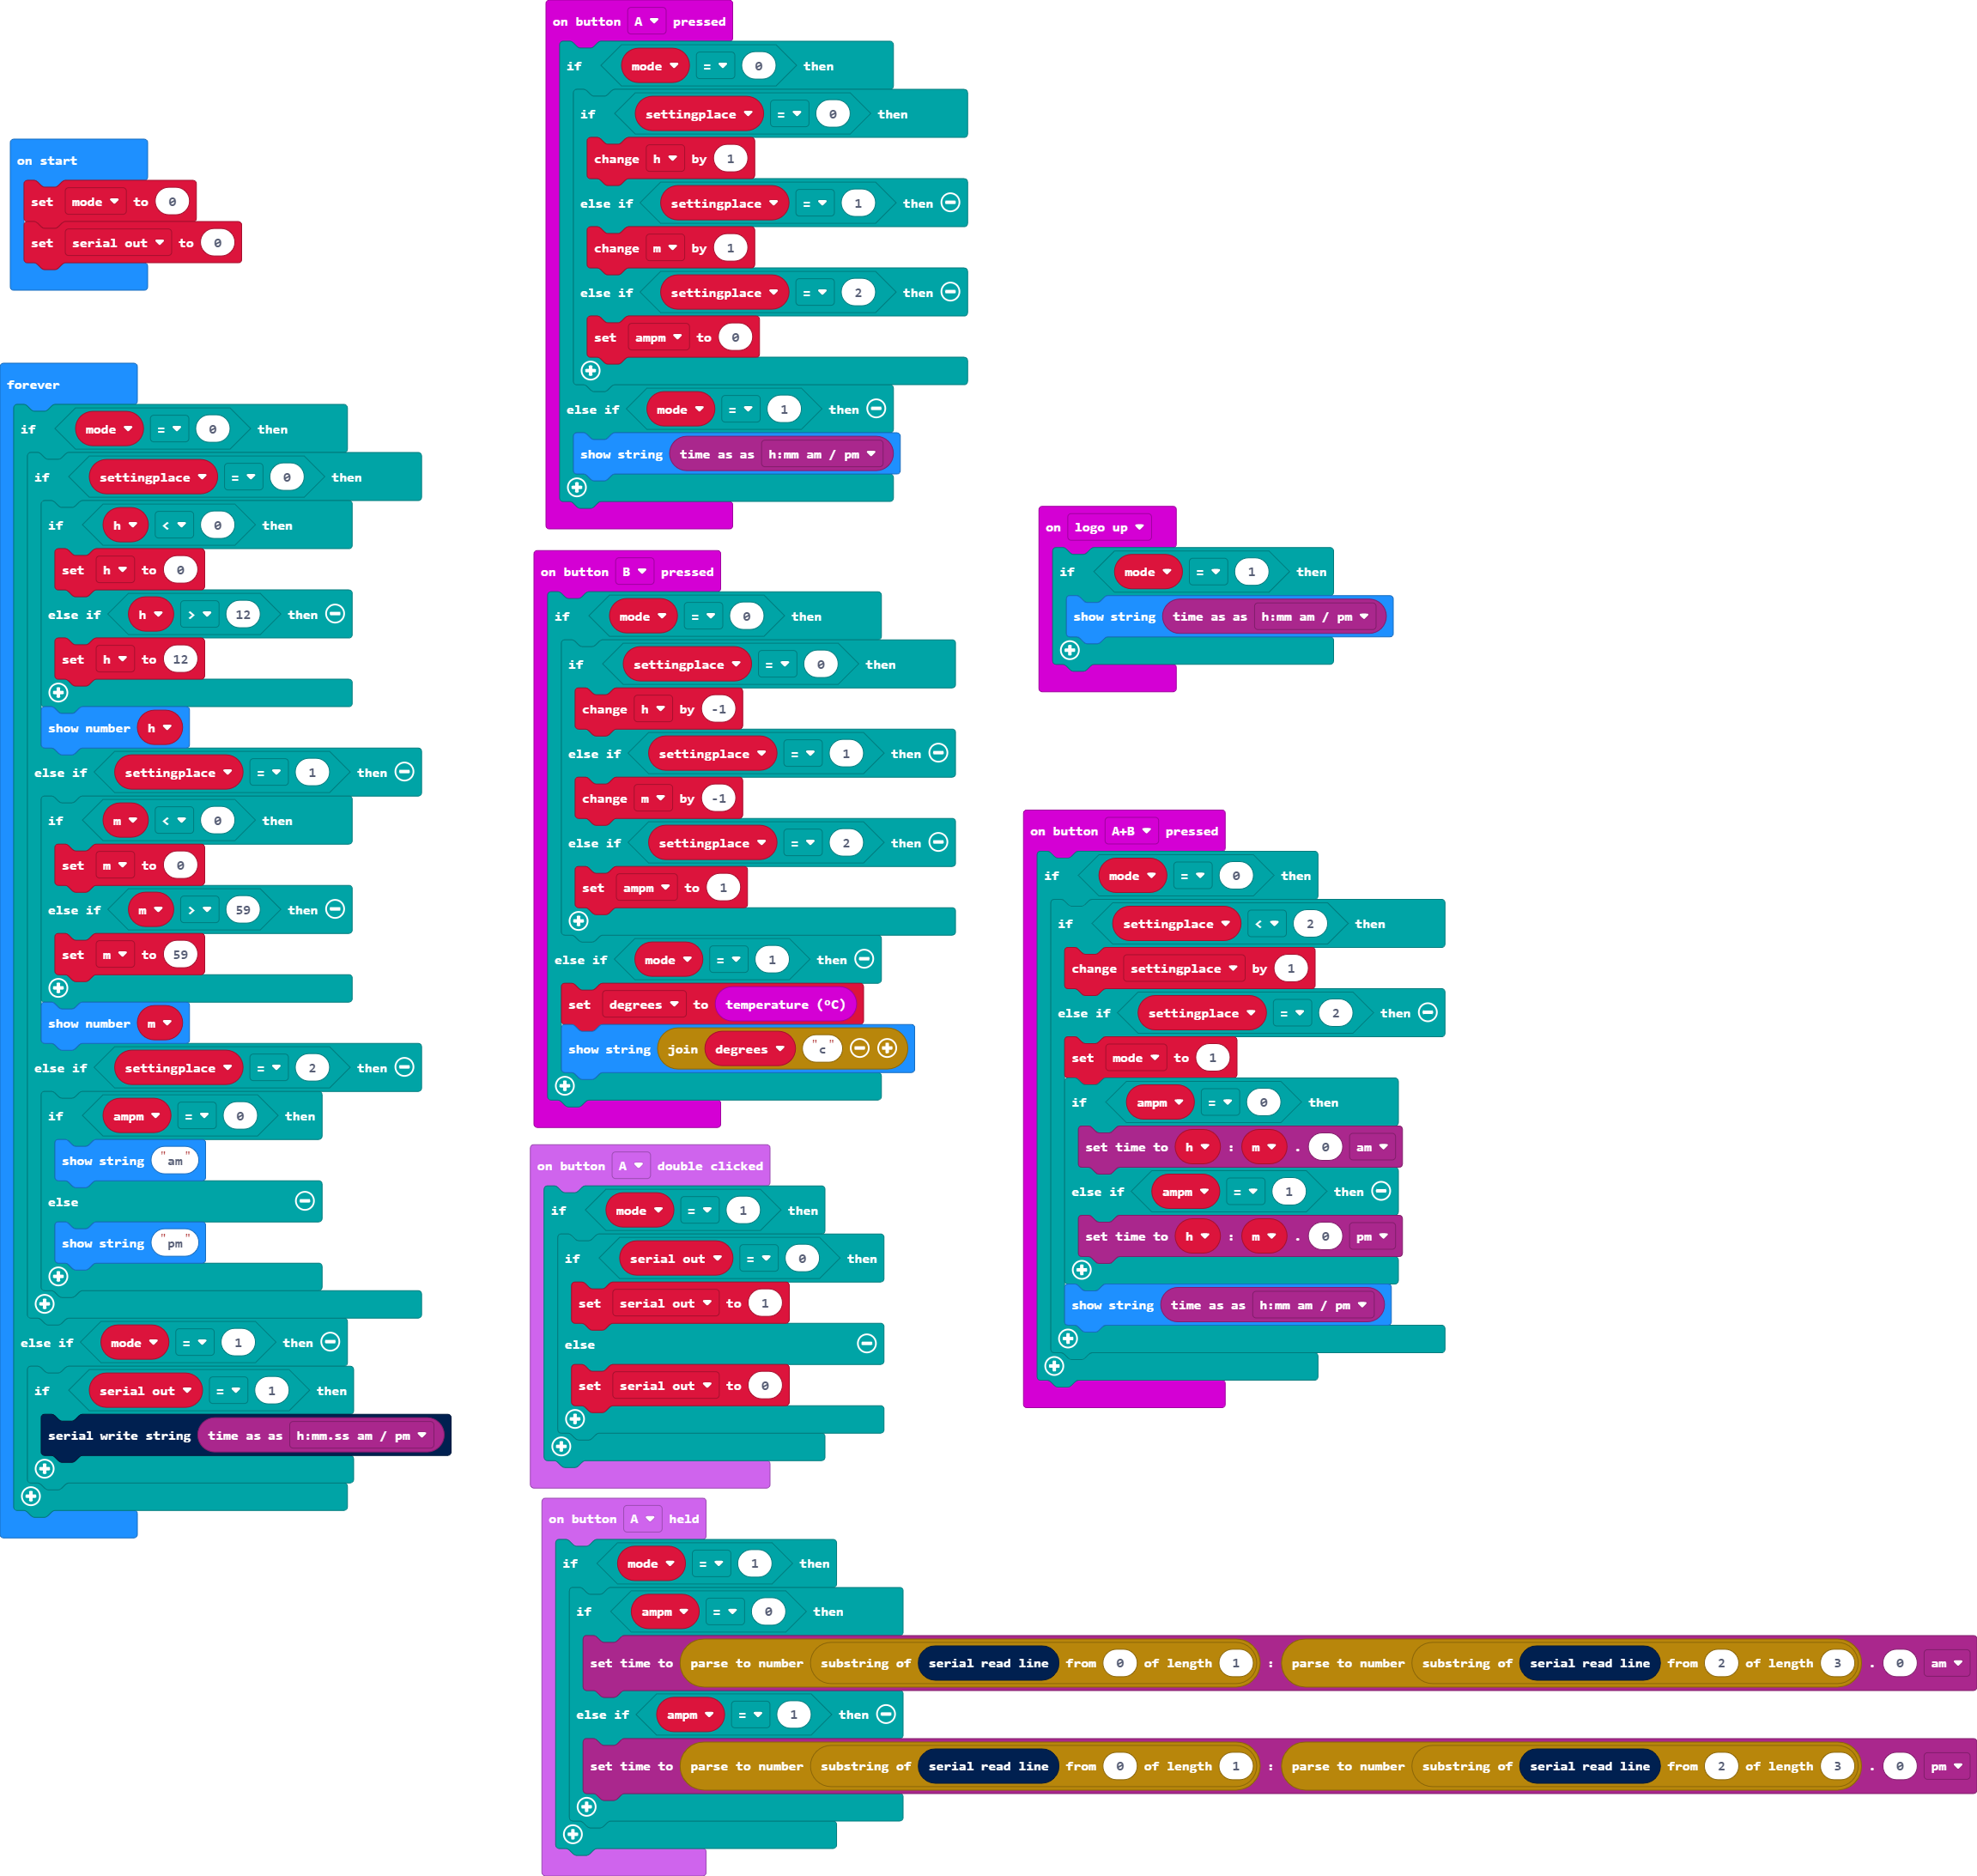 on start
set mode to 0
set serial out to 0
forever
if mode = 0 then
if settingplace = 0 then
if h < 0 then
set h to 0
else if h > 12 then
set h to 12
show number h
else if settingplace = 1 then
if m < 0 then
set m to 0
else if m > 59 then
set m to 59
show number m
else if settingplace = 2 then
if ampm = 0 then
show string "am"
else
show string "pm"
else if mode = 1 then
if serial out = 1 then
serial write string time as as h:mm.ss am / pm
on button A pressed
if mode = 0 then
if settingplace = 0 then
change h by 1
else if settingplace = 1 then
change m by 1
else if settingplace = 2 then
set ampm to 0
else if mode = 1 then
show string time as as h:mm am / pm
on button B pressed
if mode = 0 then
if settingplace = 0 then
change h by -1
else if settingplace = 1 then
change m by -1
else if settingplace = 2 then
set ampm to 1
else if mode = 1 then
set degrees to temperature (°C)
show string join degrees "c"
on button A double clicked
if mode = 1 then
if serial out = 0 then
set serial out to 1
else
set serial out to 0
on button A held
if mode = 1 then
if ampm = 0 then
set time to parse to number substring of serial read line from 0 of length 1 : parse to number substring of serial read line from 2 of length 3 . 0 am
else if ampm = 1 then
set time to parse to number substring of serial read line from 0 of length 1 : parse to number substring of serial read line from 2 of length 3 . 0 pm
on logo up
if mode = 1 then
show string time as as h:mm am / pm
on button A+B pressed
if mode = 0 then
if settingplace < 2 then
change settingplace by 1
else if settingplace = 2 then
set mode to 1
if ampm = 0 then
set time to h : m . 0 am
else if ampm = 1 then
set time to h : m . 0 pm
show string time as as h:mm am / pm